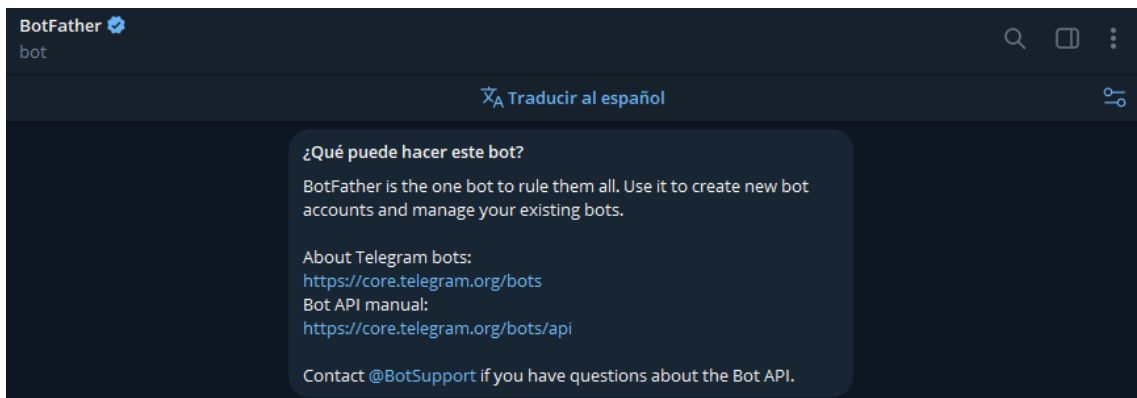 BotFather
bot
Traducir al español
¿Qué puede hacer este bot?
BotFather is the one bot to rule them all. Use it to create new bot
accounts and manage your existing bots.
About Telegram bots:
https://core.telegram.org/bots
Bot API manual:
https://core.telegram.org/bots/api
Contact @BotSupport if you have questions about the Bot API.